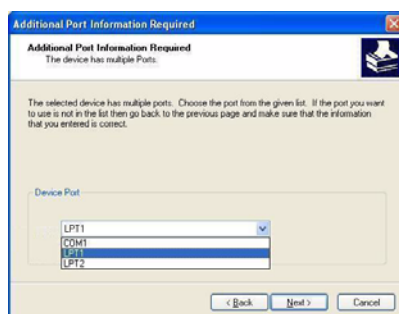 Additional Port Information Required
Additional Port Information Required
The device has multiple Ports.
The selected device has multiple ports. Choose the port from the given list. If the port you want
to use is not in the list then go back to the previous page and make sure that the information
that you entered is correct.
Device Port
LPT1
COM1
LPT1
LPT2
< Back
Next >
Cancel